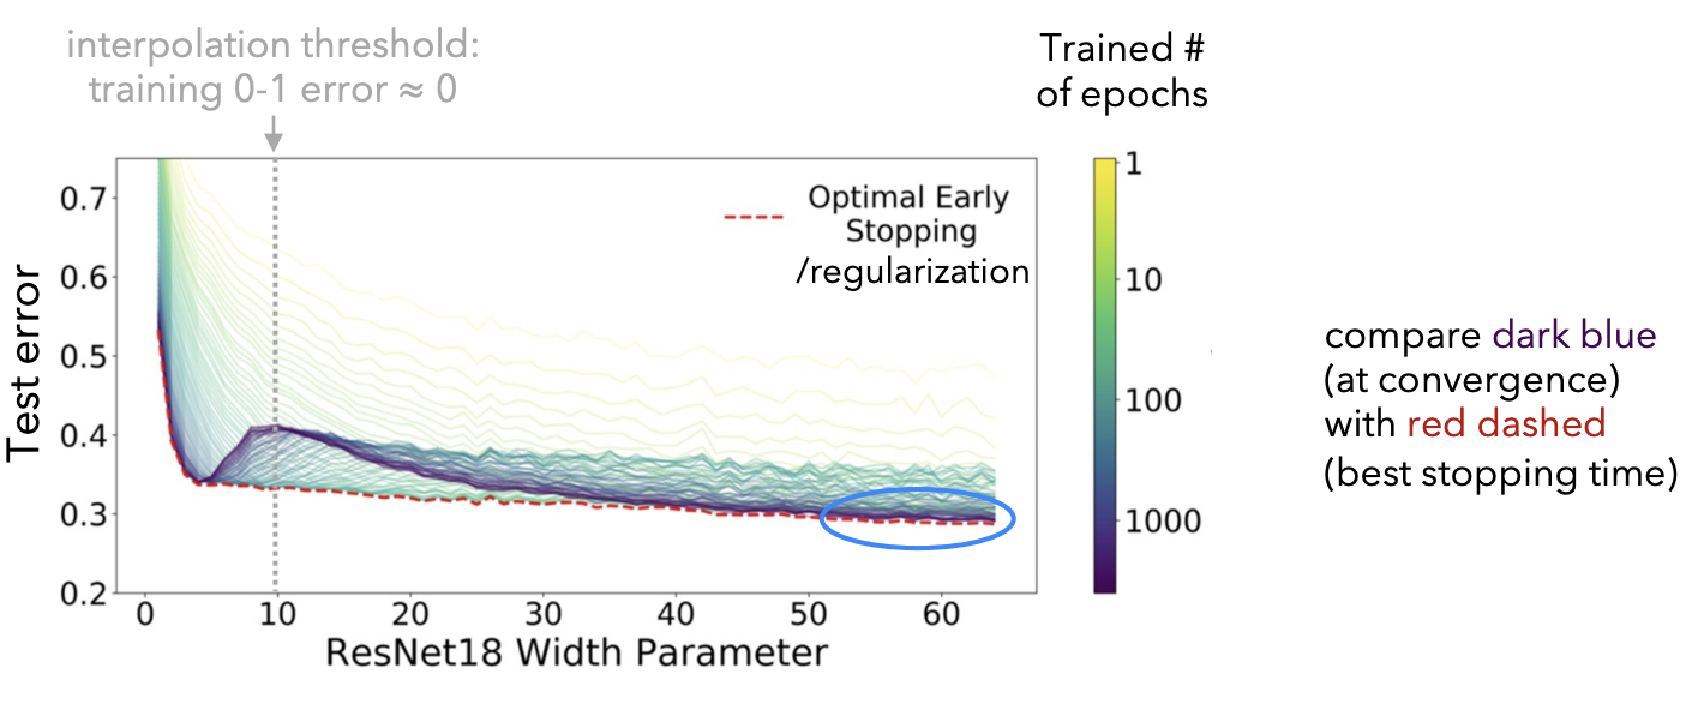 interpolation threshold:
training 0-1 error ≈ 0
Trained #
of epochs
Optimal Early
Stopping
/regularization
Test error
0.7
0.6
0.5
0.4
0.3
0.2
0 10 20 30 40 50 60
ResNet18 Width Parameter
1
10
100
1000
compare dark blue
(at convergence)
with red dashed
(best stopping time)